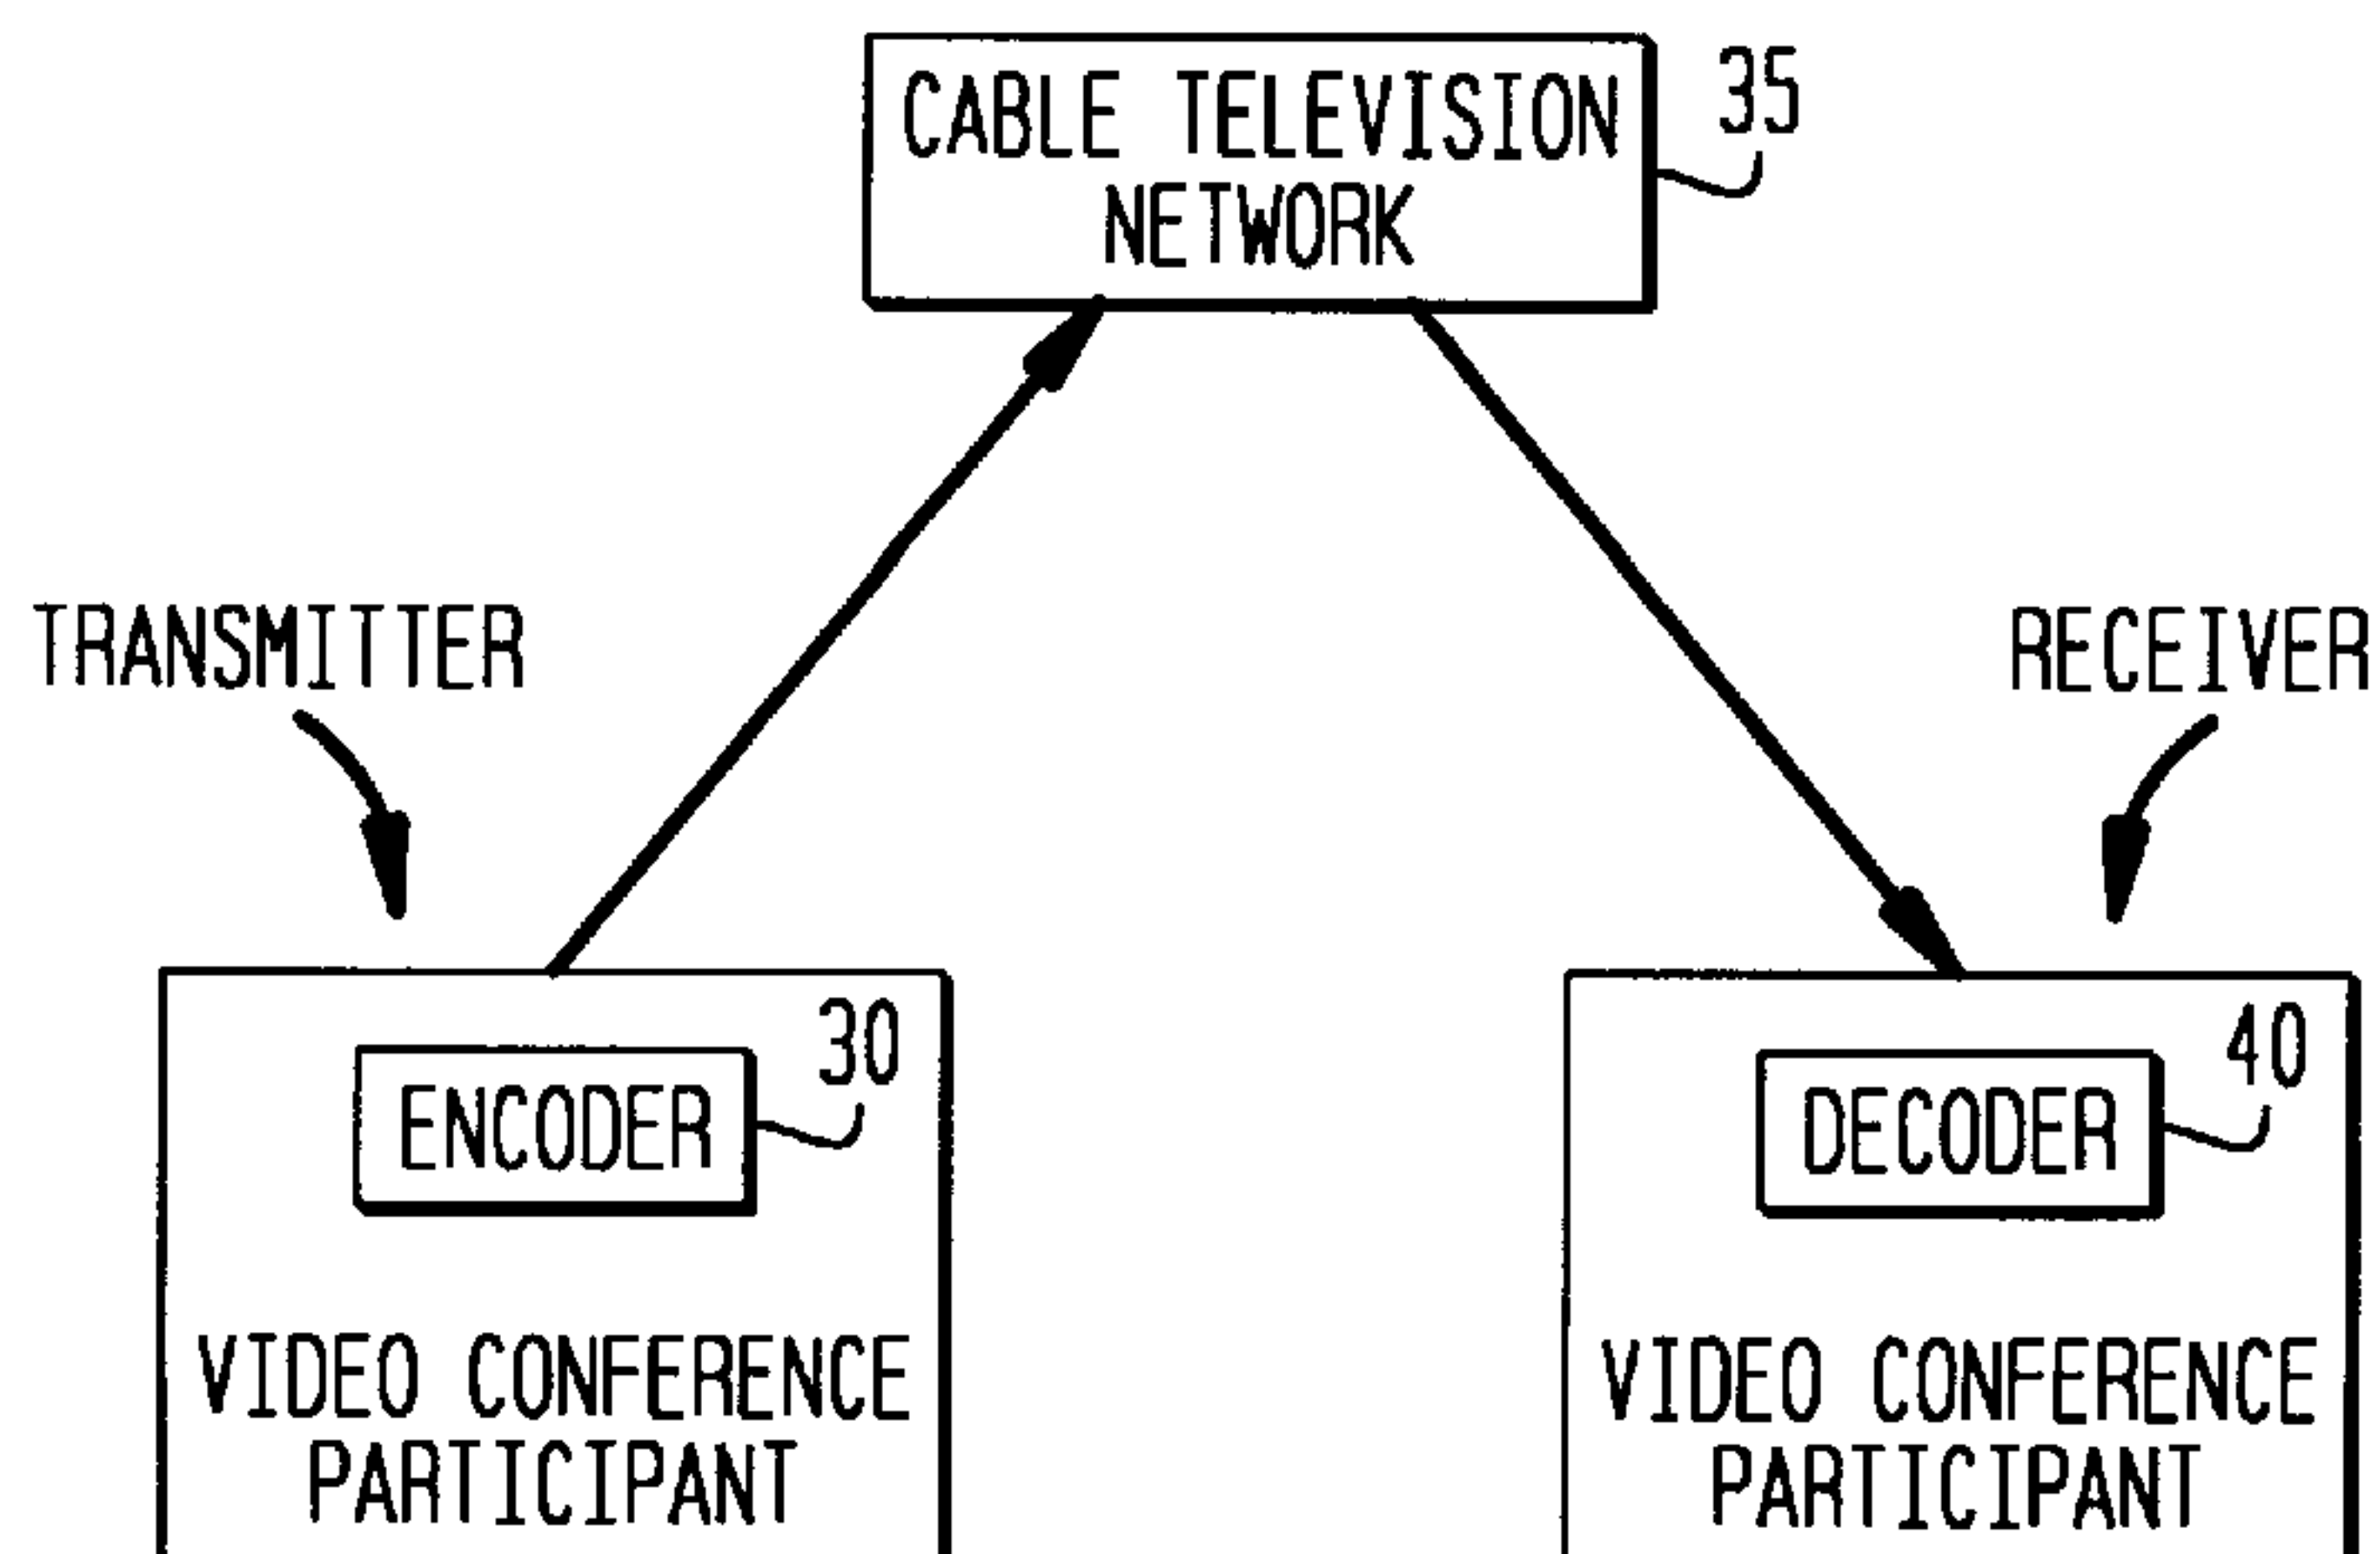 CABLE TELEVISION
NETWORK
35
TRANSMITTER
RECEIVER
30
ENCODER
40
DECODER
VIDEO CONFERENCE
PARTICIPANT
VIDEO CONFERENCE
PARTICIPANT